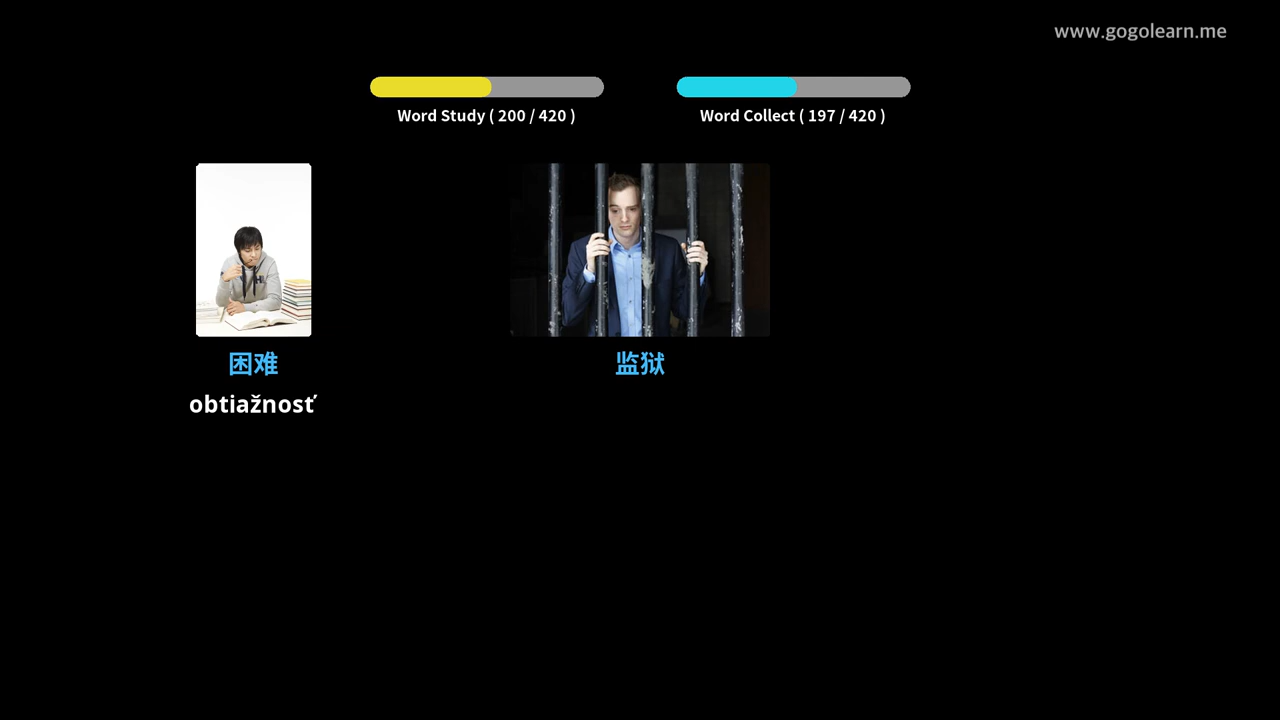 www.gogolearn.me
Word Study ( 200 / 420 )
Word Collect ( 197 / 420 )
困难
监狱
obtiažnosť